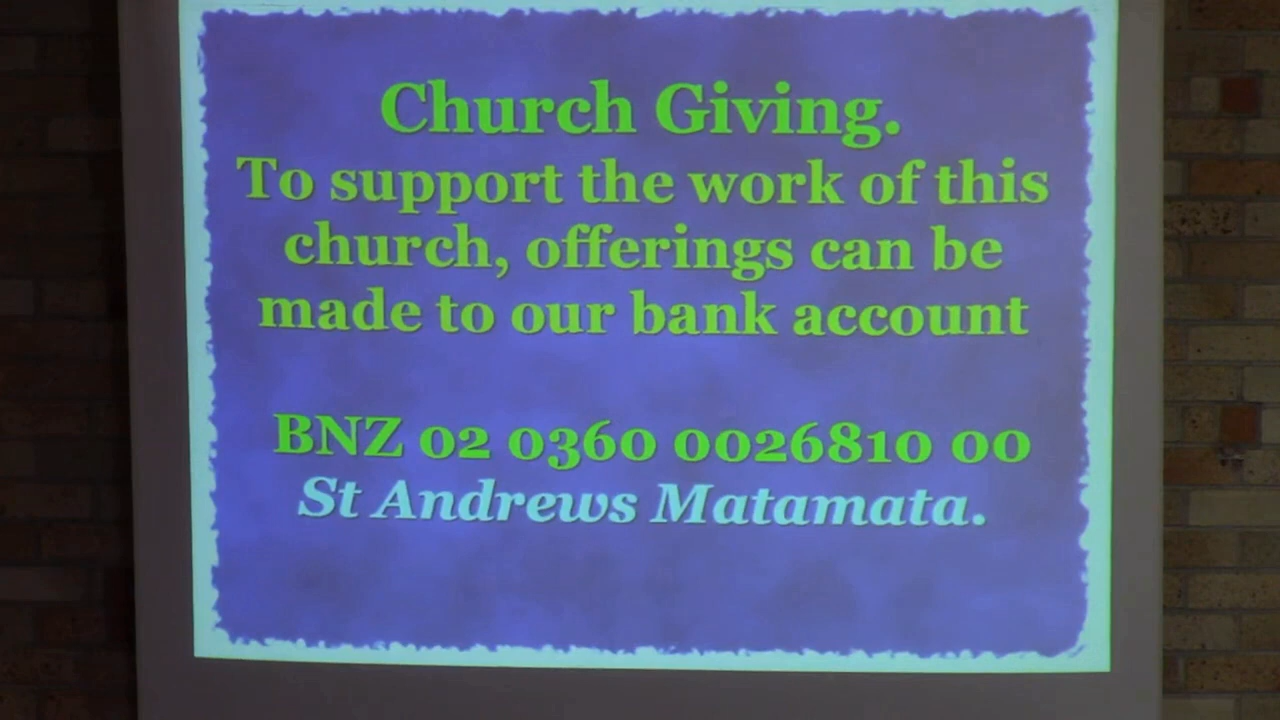 Church Giving.
To support the work of this
church, offerings can be
made to our bank account
BNZ 02 0360 0026810 00
St Andrews Matamata.